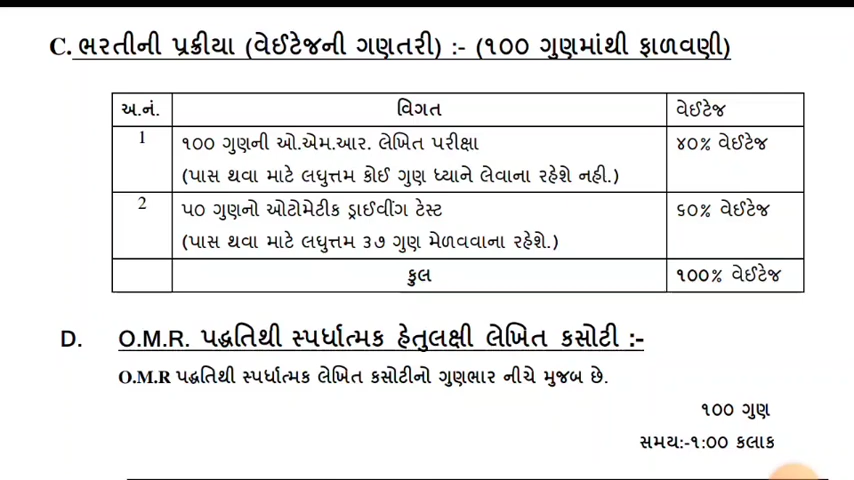 C. ભરતીની પ્રક્રીયા (વેઈટેજની ગણતરી) :- (૧૦૦ ગુણમાંથી ફાળવણી)
અ.નં. વિગત વેઈટેજ
1 ૧૦૦ ગુણની ઓ.એમ.આર. લેખિત પરીક્ષા ૪૦% વેઈટેજ
(પાસ થવા માટે લઘુત્તમ કોઈ ગુણ ધ્યાને લેવાના રહેશે નહી.)
2 ૫૦ ગુણનો ઓટોમેટીક ડ્રાઈવીંગ ટેસ્ટ ૬૦% વેઈટેજ
(પાસ થવા માટે લઘુત્તમ ૩૭ ગુણ મેળવવાના રહેશે.)
કુલ ૧૦૦% વેઈટેજ
D. O.M.R. પદ્ધતિથી સ્પર્ધાત્મક હેતુલક્ષી લેખિત કસોટી :-
O.M.R પદ્ધતિથી સ્પર્ધાત્મક લેખિત કસોટીનો ગુણભાર નીચે મુજબ છે.
૧૦૦ ગુણ
સમય:-૧:૦૦ કલાક